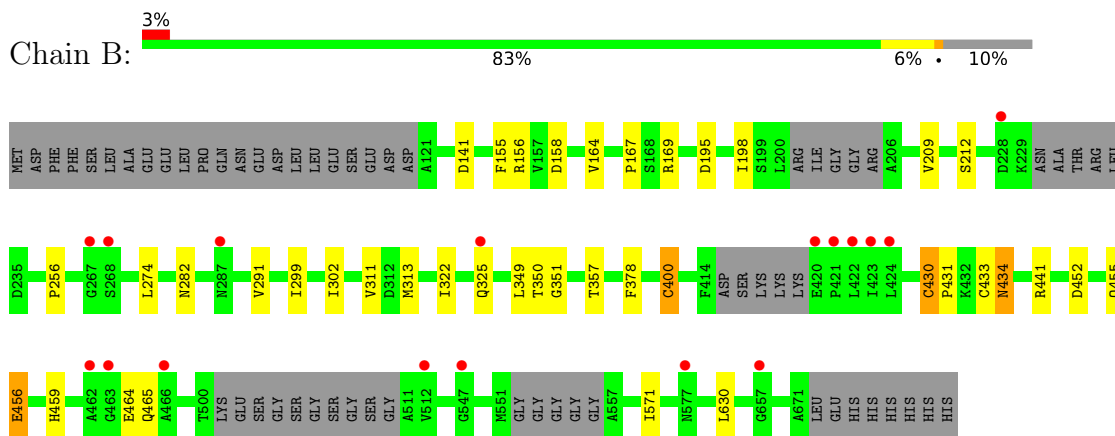 3%
Chain B:
83% 6% • 10%
MET ASP PHE PHE SER LEU ALA GLU GLU LEU PRO GLN ASN GLU ASP LEU LEU GLU SER GLU ASP ASP A121 D141 F155 R156 V157 D158 V164 P167 S168 R169 D195 I198 S199 L200 ARG ILE GLY GLY ARG A206 V209 S212 D228 K229 ASN ALA THR ARG LEU
D235 P256 G267 S268 L274 N282 N287 V291 I299 I302 V311 D312 M313 I322 Q325 L349 T350 G351 T357 F378 C400 F414 ASP SER LYS LYS LYS E420 P421 L422 I423 L424 C430 P431 K432 C433 N434 R441 D452
E456 H459 A462 G463 E464 Q465 A466 T500 LYS GLU SER GLY SER GLY SER GLY SER GLY A511 V512 G547 M551 GLY GLY GLY GLY GLY A557 I571 N577 L630 G657 A671 LEU GLU HIS HIS HIS HIS HIS HIS